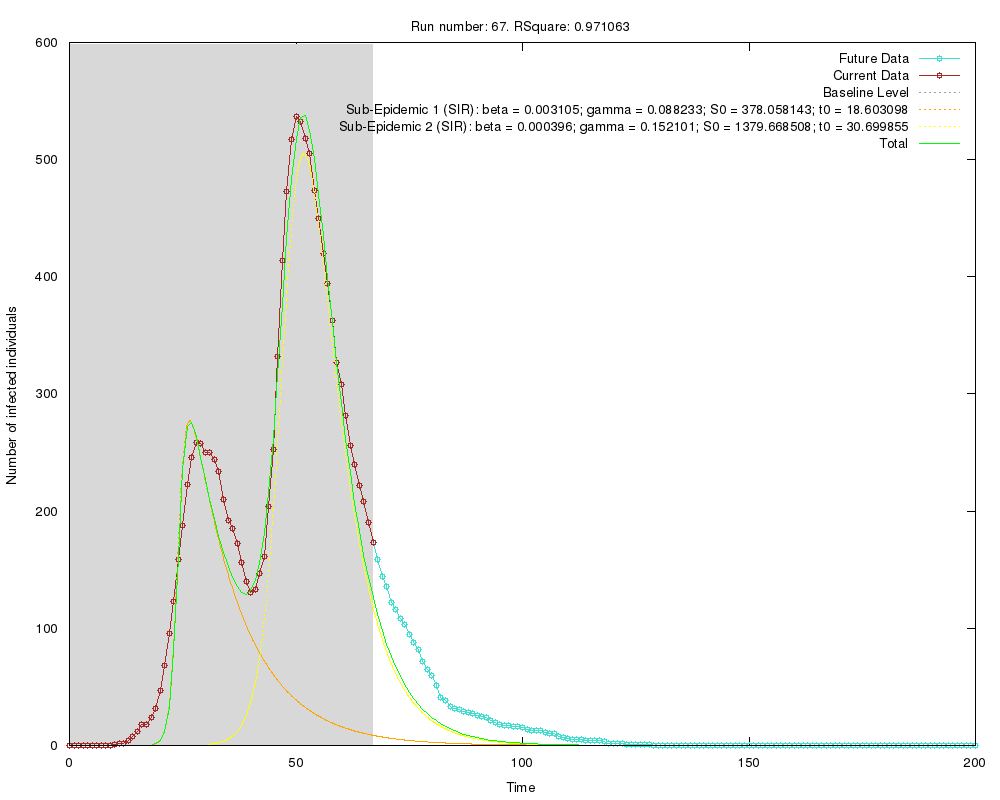 Run number: 67. RSquare: 0.971063
600
500
400
300
200
100
0
Number of infected individuals
Future Data
Current Data
Baseline Level
Sub-Epidemic 1 (SIR): beta = 0.003105; gamma = 0.088233; S0 = 378.058143; t0 = 18.603098
Sub-Epidemic 2 (SIR): beta = 0.000396; gamma = 0.152101; S0 = 1379.668508; t0 = 30.699855
Total
0
50
100
150
200
Time